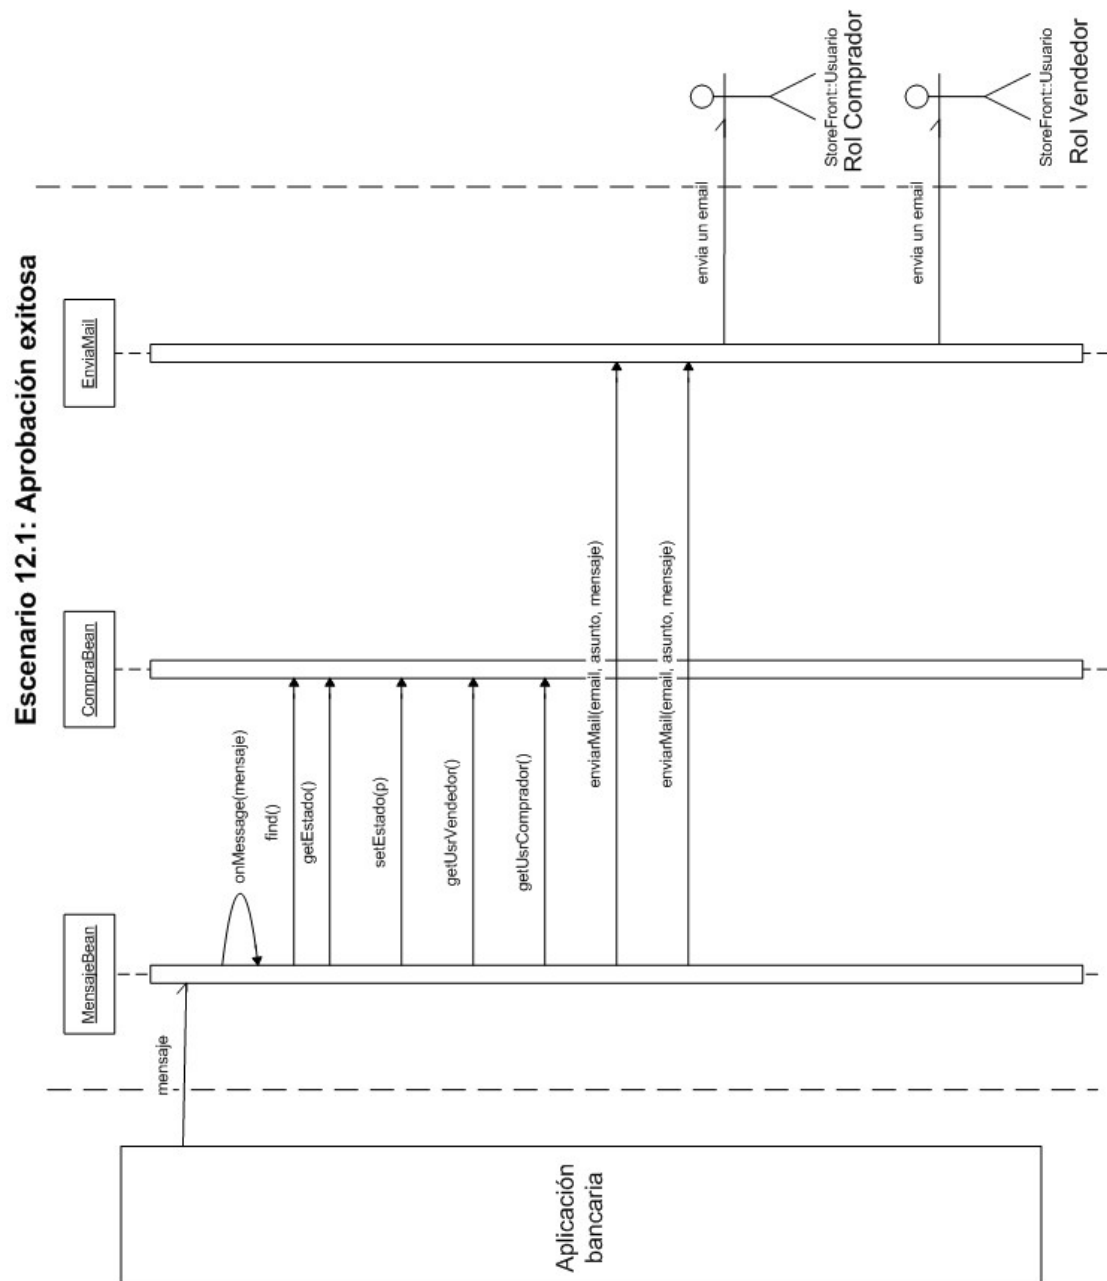 Escenario 12.1: Aprobación exitosa
MensajeBean
CompraBean
EnviaMail
Aplicación
bancaria
mensaje
onMessage(mensaje)
find()
getEstado()
setEstado(p)
getUsrVendedor()
getUsrComprador()
enviarMail(email, asunto, mensaje)
enviarMail(email, asunto, mensaje)
envia un email
StoreFront::Usuario
Rol Comprador
envia un email
StoreFront::Usuario
Rol Vendedor